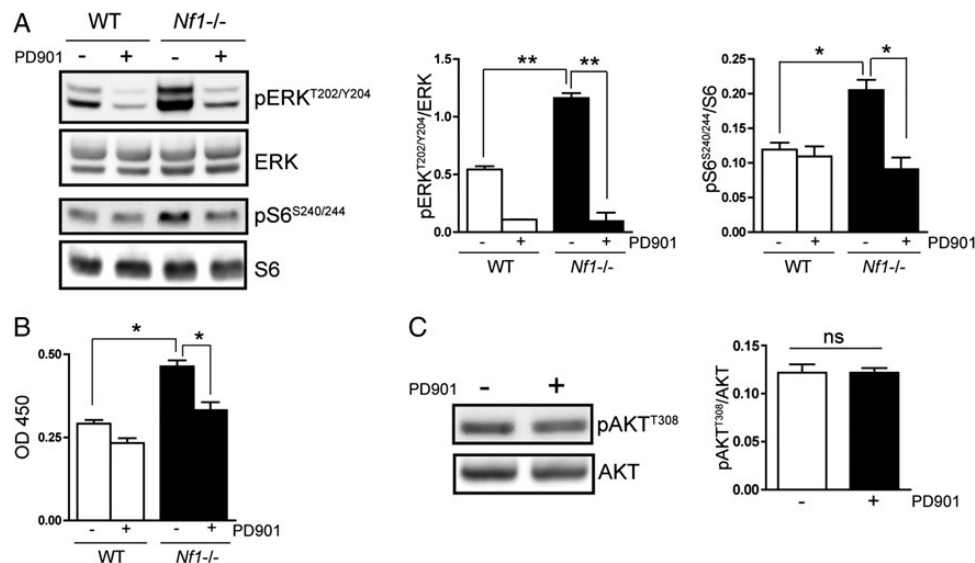 A
WT Nf1-/-
PD901 - + - +
pERK^T202/Y204
ERK
pS6^S240/244
S6
pERK^T202/Y204/ERK
1.5
1.0
0.5
0.0
** **
- + - + PD901
WT Nf1-/-
pS6^S240/244/S6
0.25
0.20
0.15
0.10
0.05
0.00
* *
- + - + PD901
WT Nf1-/-
B
OD 450
0.50
0.25
0.00
* *
- + - + PD901
WT Nf1-/-
C
PD901 - +
pAKT^T308
AKT
pAKT^T308/AKT
0.15
0.10
0.05
0.00
ns
- + PD901